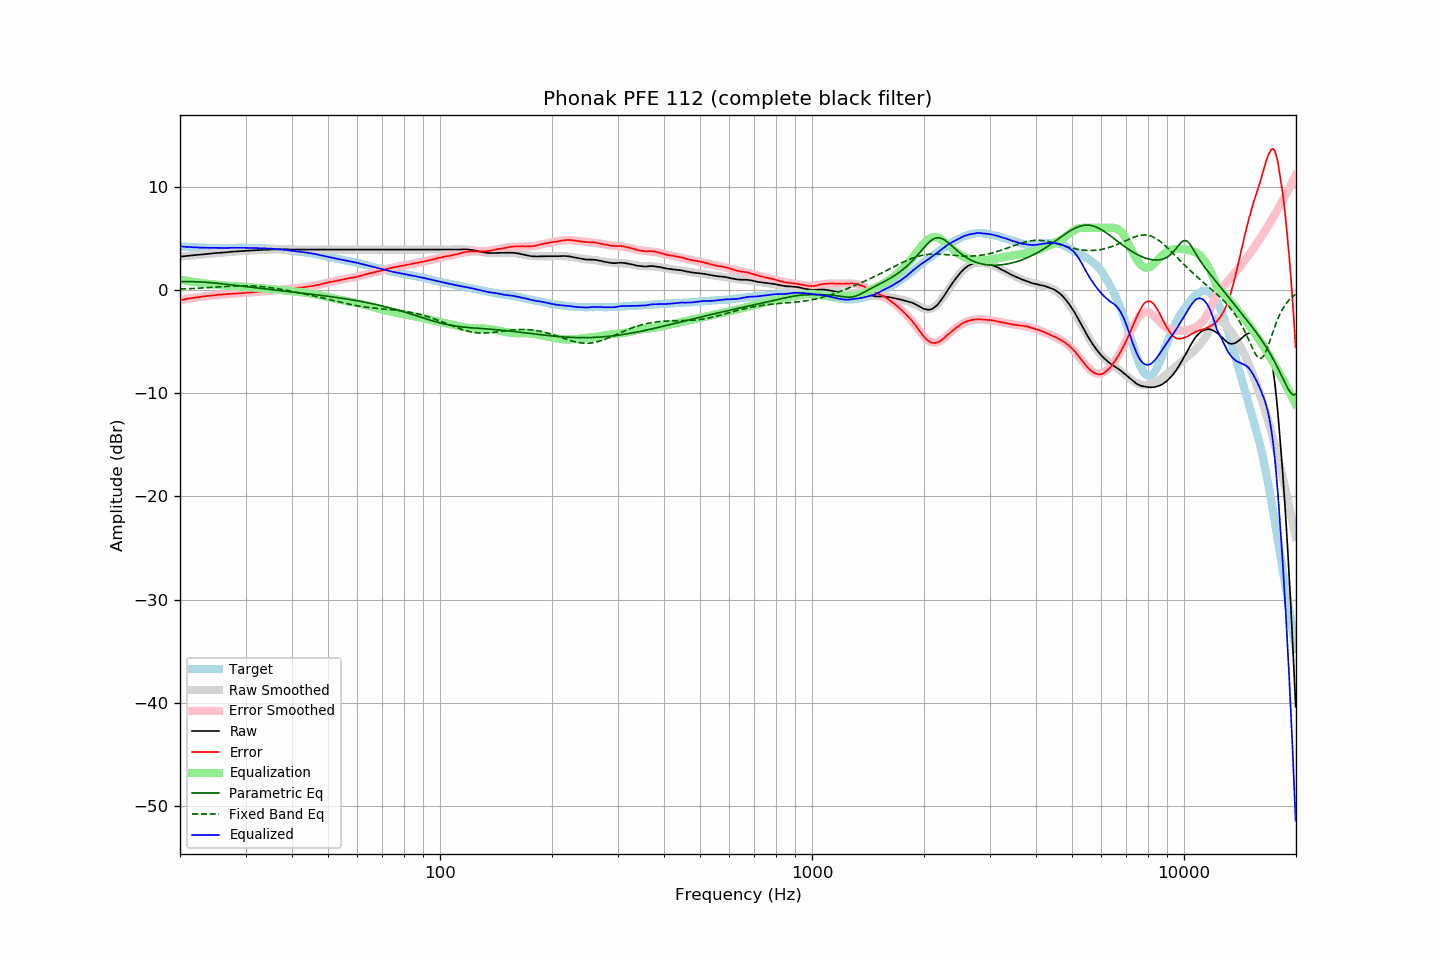 Phonak PFE 112 (complete black filter)
10
0
−10
−20
−30
−40
−50
Amplitude (dBr)
Target
Raw Smoothed
Error Smoothed
Raw
Error
Equalization
Parametric Eq
Fixed Band Eq
Equalized
100
1000
10000
Frequency (Hz)